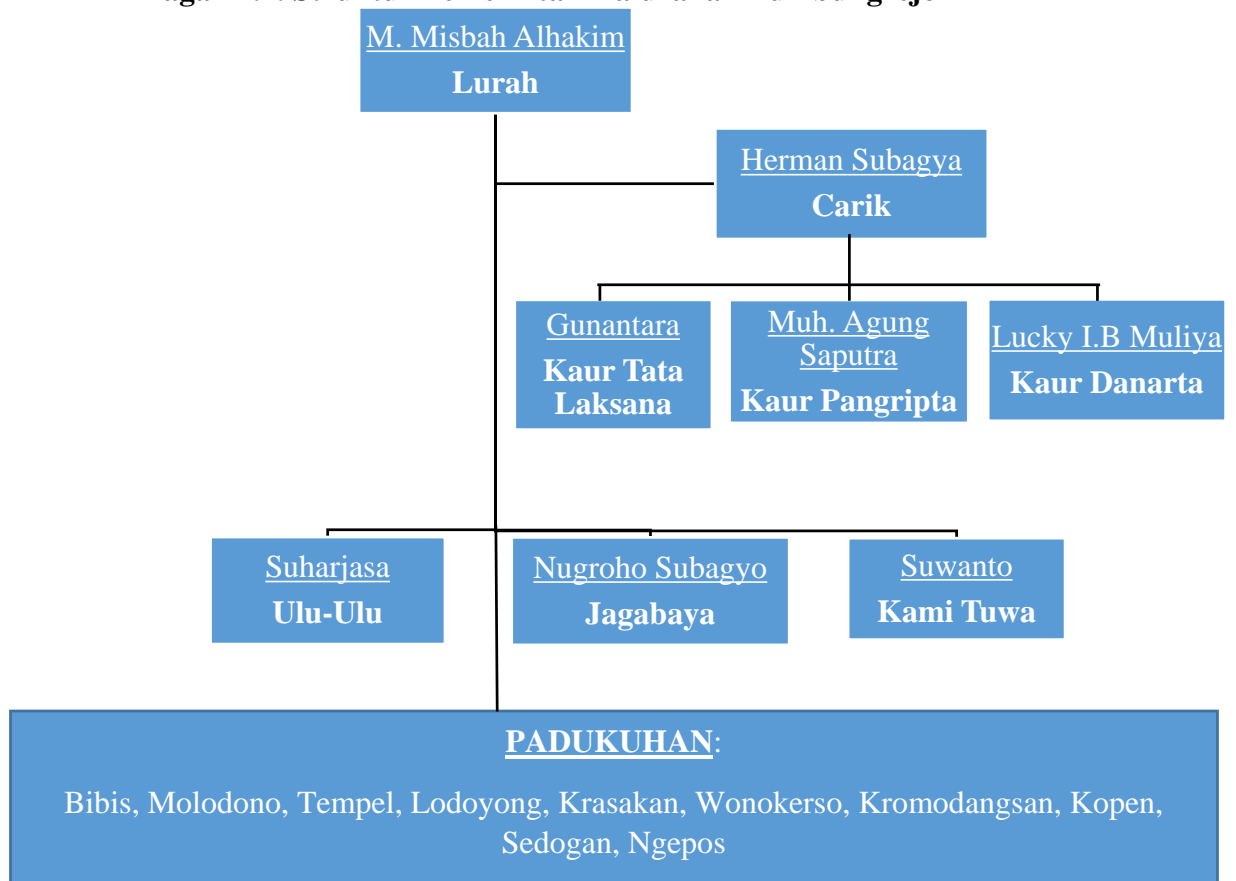 M. Misbah Alhakim
Lurah
Herman Subagya
Carik
Gunantara
Kaur Tata
Laksana
Muh. Agung
Saputra
Kaur Pangripta
Lucky I.B Muliya
Kaur Danarta
Suharjasa
Ulu-Ulu
Nugroho Subagyo
Jagabaya
Suwanto
Kami Tuwa
PADUKUHAN:
Bibis, Molodono, Tempel, Lodoyong, Krasakan, Wonokerso, Kromodangsan, Kopen,
Sedogan, Ngepos